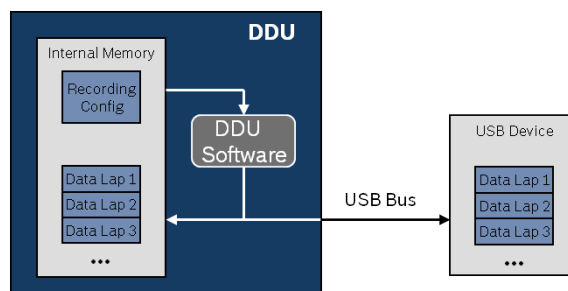 DDU
Internal Memory
Recording
Config
DDU
Software
Data Lap 1
Data Lap 2
Data Lap 3
...
USB Bus
USB Device
Data Lap 1
Data Lap 2
Data Lap 3
...